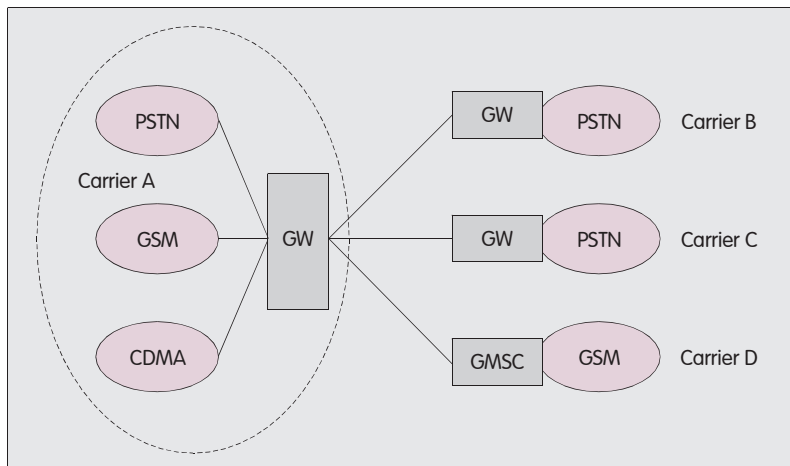 PSTN
Carrier A
GSM
CDMA
GW
GW
PSTN
Carrier B
GW
PSTN
Carrier C
GMSC
GSM
Carrier D